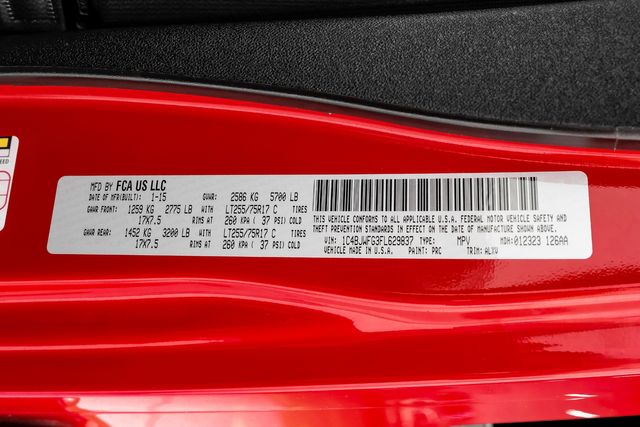 MFD BY FCA US LLC
DATE OF MFR(BUILT): 1-15 GVWR: 2586 KG 5700 LB
GAWR FRONT: 1259 KG 2775 LB WITH LT255/75R17 C TIRES
17X7.5 RIMS AT 260 KPA ( 37 PSI) COLD
GAWR REAR: 1452 KG 3200 LB WITH LT255/75R17 C TIRES
17X7.5 RIMS AT 260 KPA ( 37 PSI) COLD
THIS VEHICLE CONFORMS TO ALL APPLICABLE U.S.A. FEDERAL MOTOR VEHICLE SAFETY AND
THEFT PREVENTION STANDARDS IN EFFECT ON THE DATE OF MANUFACTURE SHOWN ABOVE.
VIN: 1C4BJWFG3FL629837 TYPE: MPV MDH:012323 126AA
VEHICLE MADE IN U.S.A. PAINT: PRC TRIM: ALXV